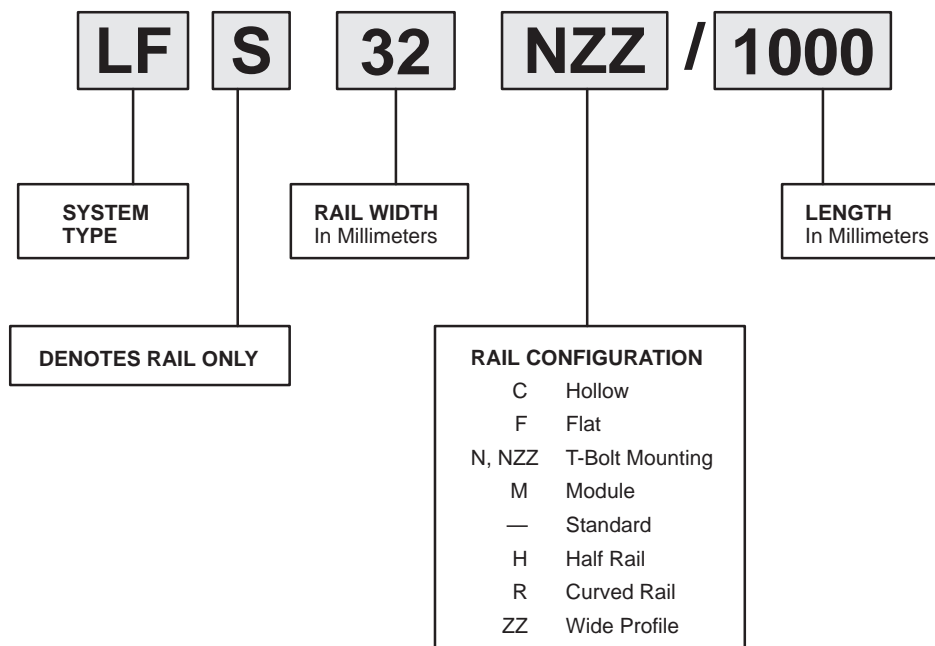 LF S 32 NZZ / 1000
SYSTEM
TYPE
RAIL WIDTH
In Millimeters
LENGTH
In Millimeters
DENOTES RAIL ONLY
RAIL CONFIGURATION
C Hollow
F Flat
N, NZZ T-Bolt Mounting
M Module
— Standard
H Half Rail
R Curved Rail
ZZ Wide Profile